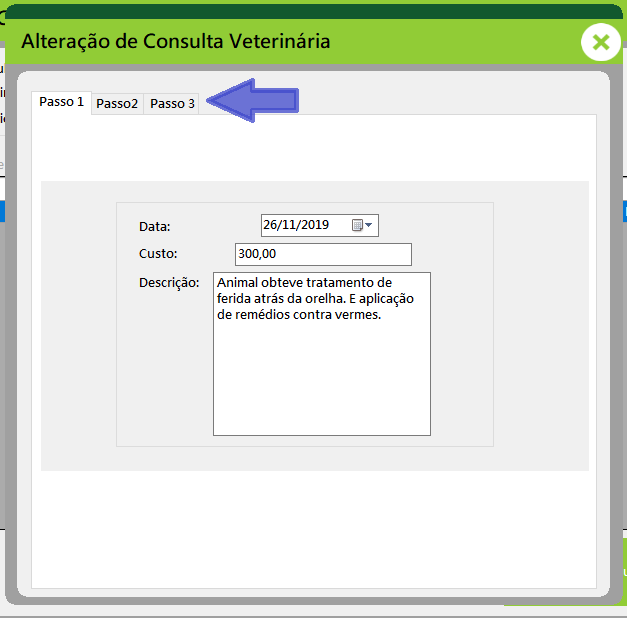 Alteração de Consulta Veterinária
Passo 1 Passo2 Passo 3
Data: 26/11/2019
Custo: 300,00
Descrição: Animal obteve tratamento de
ferida atrás da orelha. E aplicação
de remédios contra vermes.